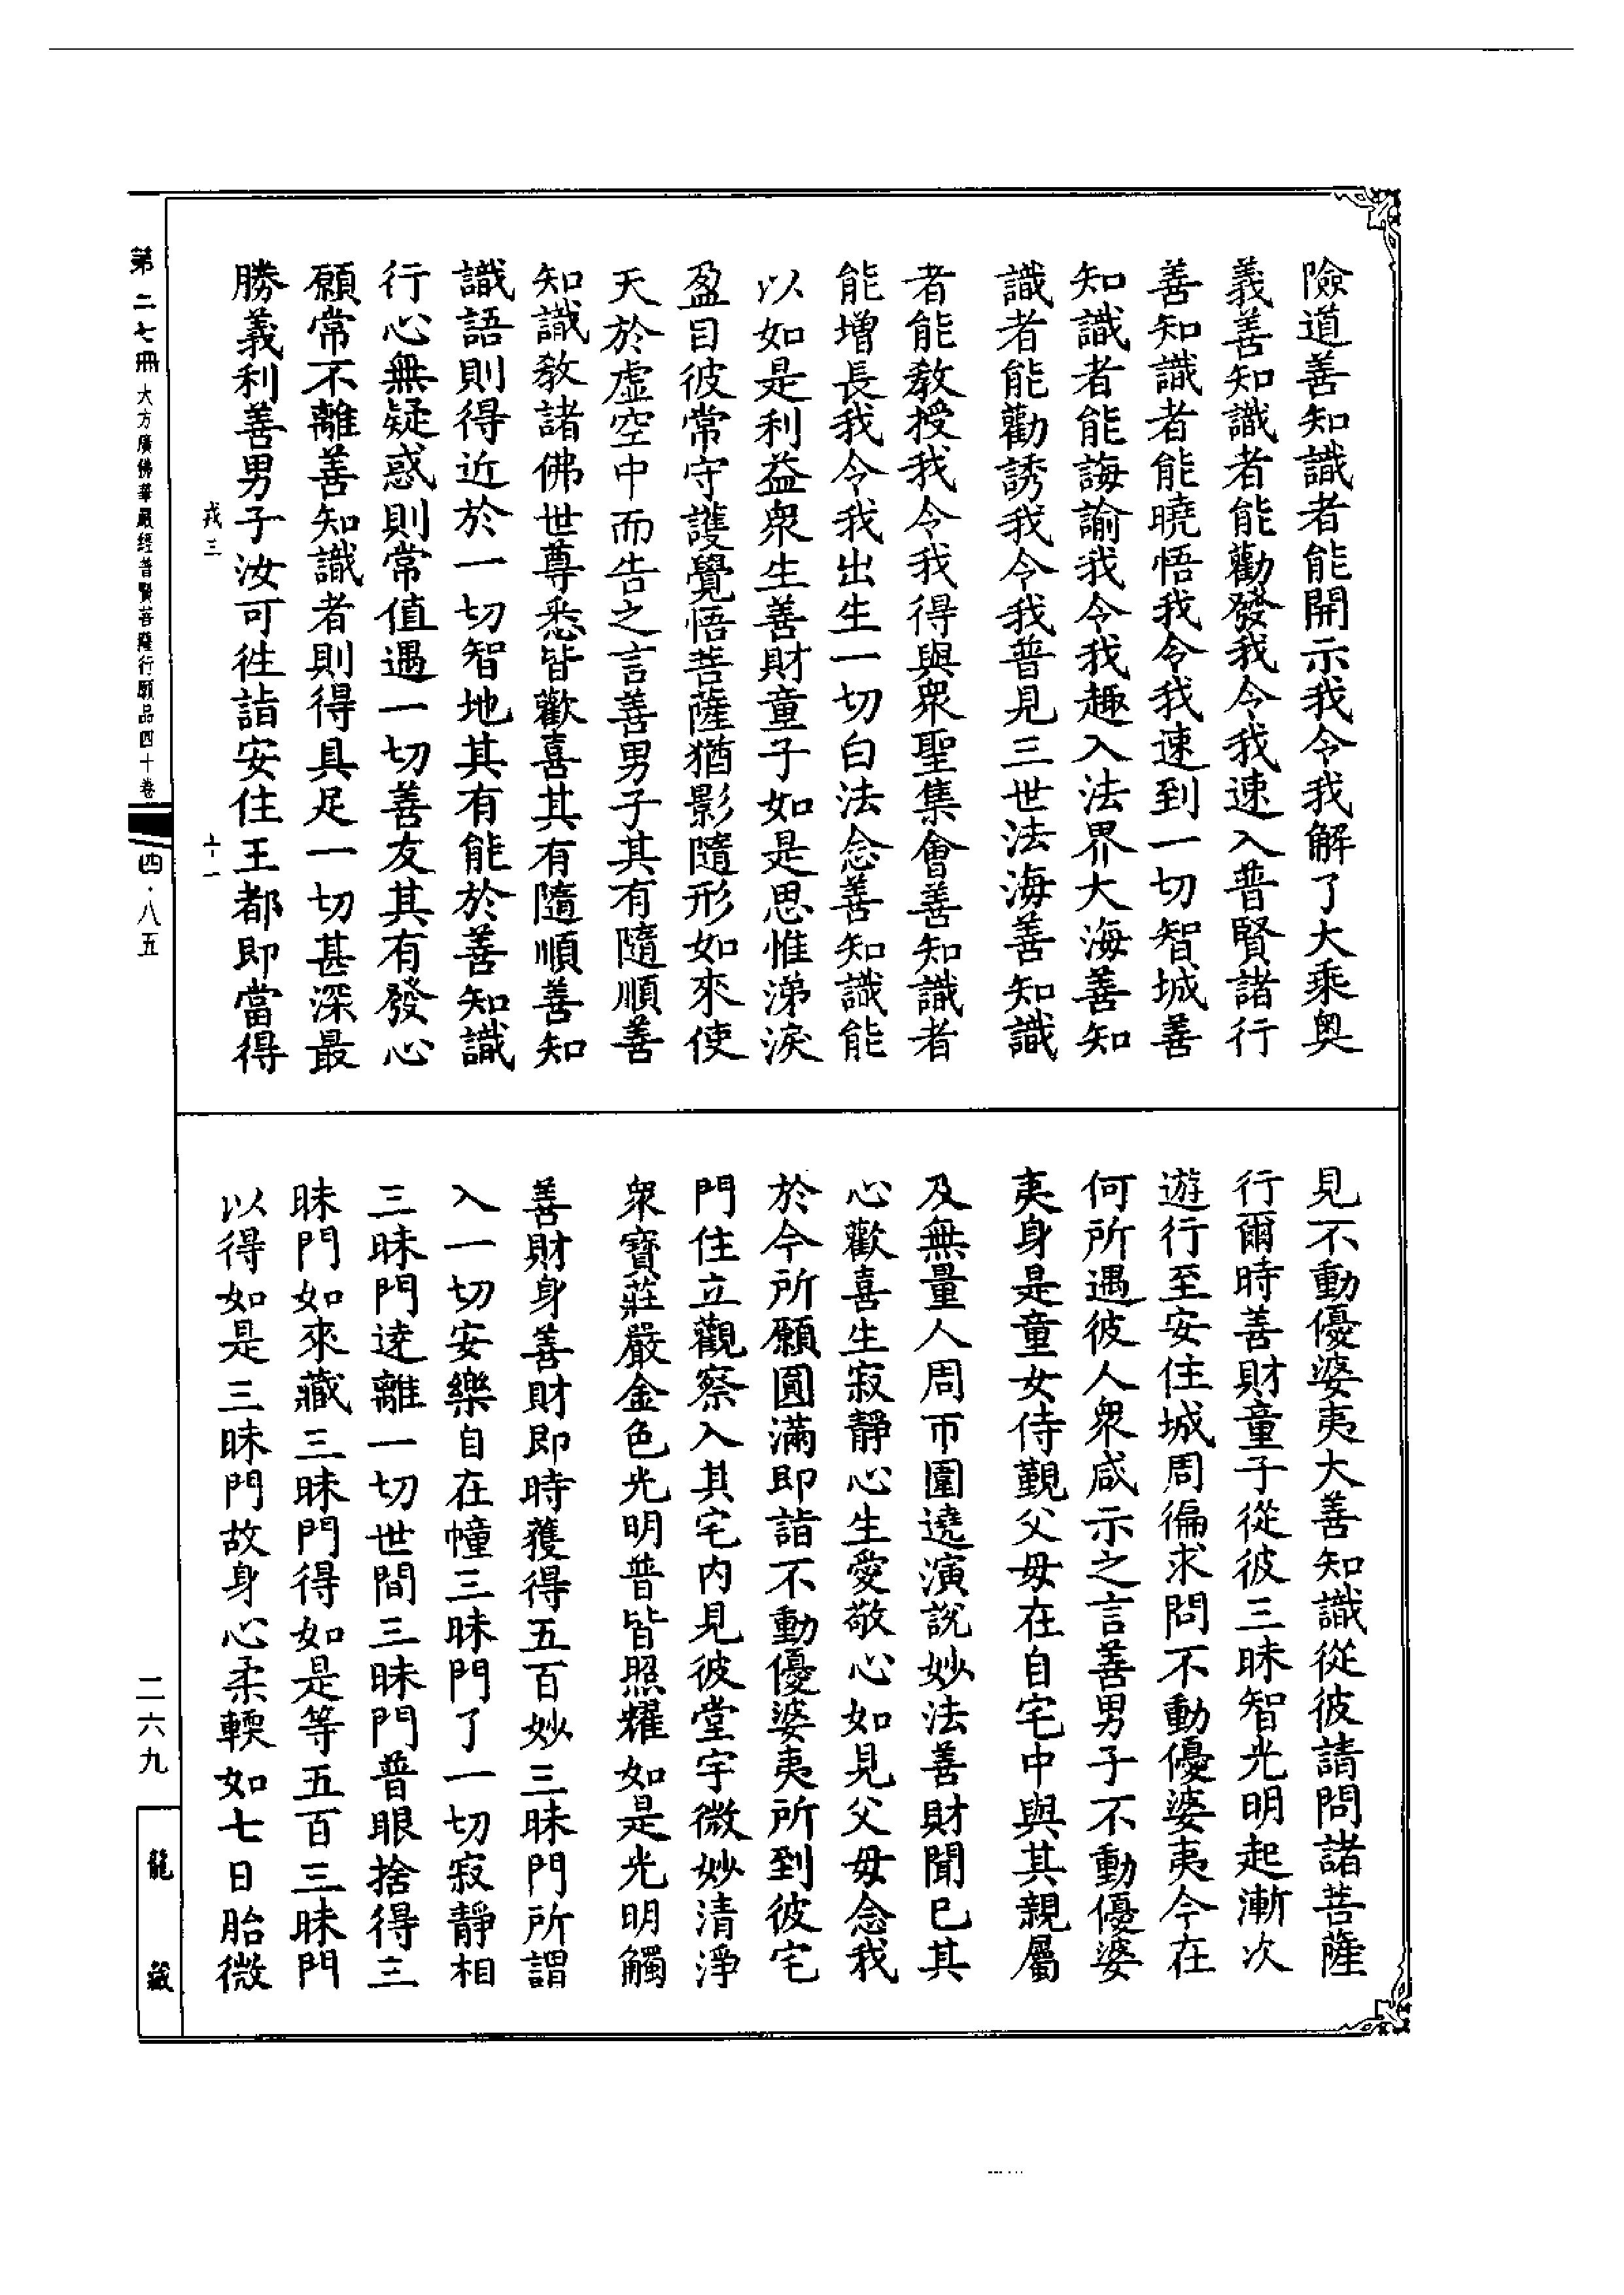 險道善知識者能開示我令我解了大乘奧
義善知識者能勸發我令我速入普賢諸行
善知識者能曉悟我令我速到一切智城善
知識者能誨諭我令我趣入法界大海善知
識者能勸誘我令我普見三世法海善知識
者能教授我令我得與衆聖集會善知識者
能增長我令我出生一切白法念善知識能
以如是利益衆生善財童子如是思惟涕淚
盈目彼常守護覺悟菩薩猶影隨形如來使
天於虛空中而告之言善男子其有隨順善
知識教諸佛世尊悉皆歡喜其有隨順善知
識語則得近於一切智地其有能於善知識
行心無疑惑則常值遇一切善友其有發心
願常不離善知識者則得具足一切甚深最
勝義利善男子汝可往詣安住王都即當得
見不動優婆夷大善知識從彼請問諸菩薩
行爾時善財童子從彼三昧智光明起漸次
遊行至安住城周徧求問不動優婆夷今在
何所遇彼人衆咸示之言善男子不動優婆
夷身是童女侍觀父母在自宅中與其親屬
及無量人周帀圍遶演說妙法善財聞已其
心歡喜生寂靜心生愛敬心如見父母念我
於今所願圓滿即詣不動優婆夷所到彼宅
門住立觀察入其宅内見彼堂宇微妙清淨
衆寶莊嚴金色光明普皆照耀如是光明觸
善財身善財即時獲得五百妙三昧門所謂
入一切安樂自在幢三昧門了一切寂靜相
三昧門逺離一切世間三昧門普眼捨得三
昧門如來藏三昧門得如是等五百三昧門
以得如是三昧門故身心柔輭如七日胎微
戎三
第二七冊 大方廣佛華嚴經普賢菩薩行願品四十卷
四·八五
二六九
龍藏